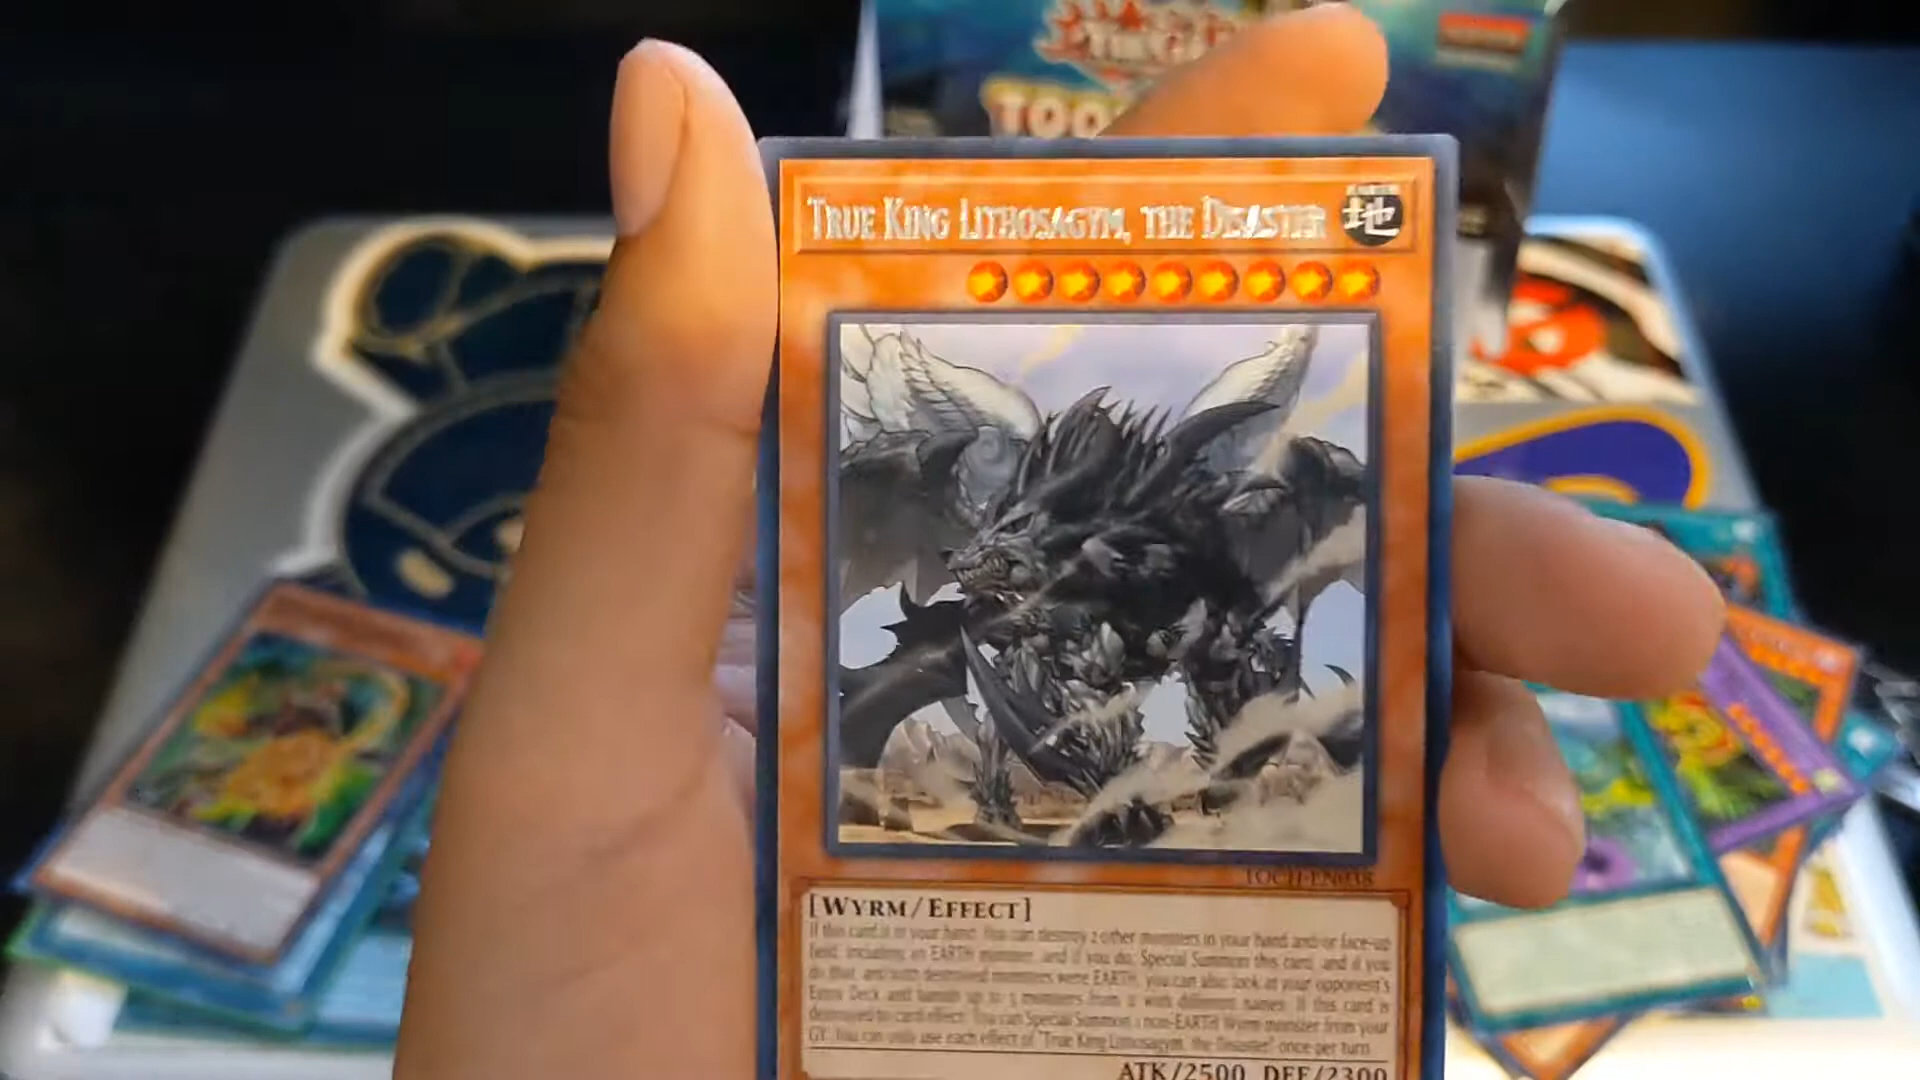 TOO
TRUE KING LITHOSAGYM, THE DISASTER
EARTH
地
TOCH-EN038
[WYRM/EFFECT]
If this card is in your hand: You can destroy 2 other monsters in your hand and/or face-up
field, including an EARTH monster, and if you do, Special Summon this card, and if you
do that, and both destroyed monsters were EARTH, you can also look at your opponent's
Extra Deck and banish up to 3 monsters from it with different names. If this card is
destroyed by card effect: You can Special Summon 1 non-EARTH Wyrm monster from your
GY. You can only use each effect of "True King Lithosagym, the Disaster" once per turn.
ATK/2500 DEF/2300